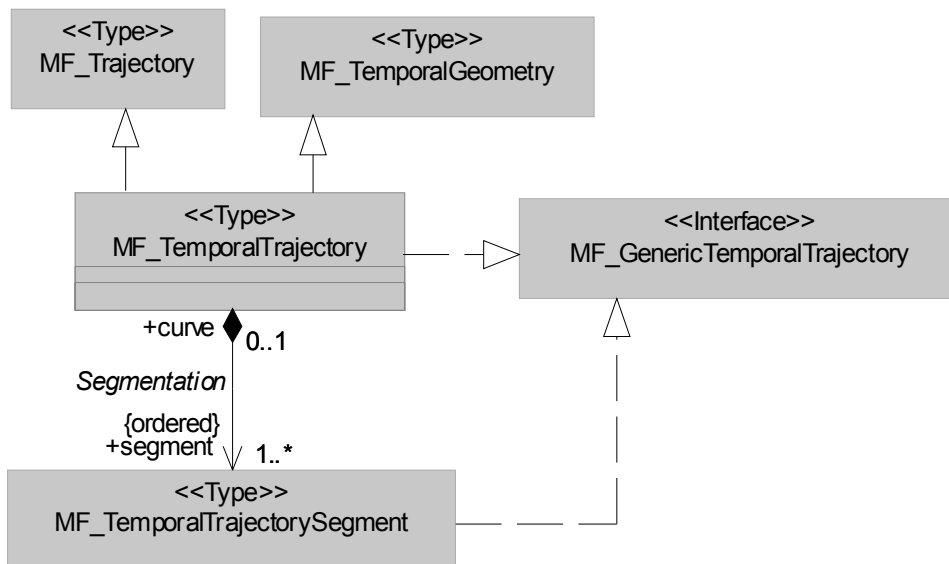 <<Type>>
MF_Trajectory
<<Type>>
MF_TemporalGeometry
<<Type>>
MF_TemporalTrajectory
<<Interface>>
MF_GenericTemporalTrajectory
+curve
0..1
Segmentation
{ordered}
+segment
1..*
<<Type>>
MF_TemporalTrajectorySegment